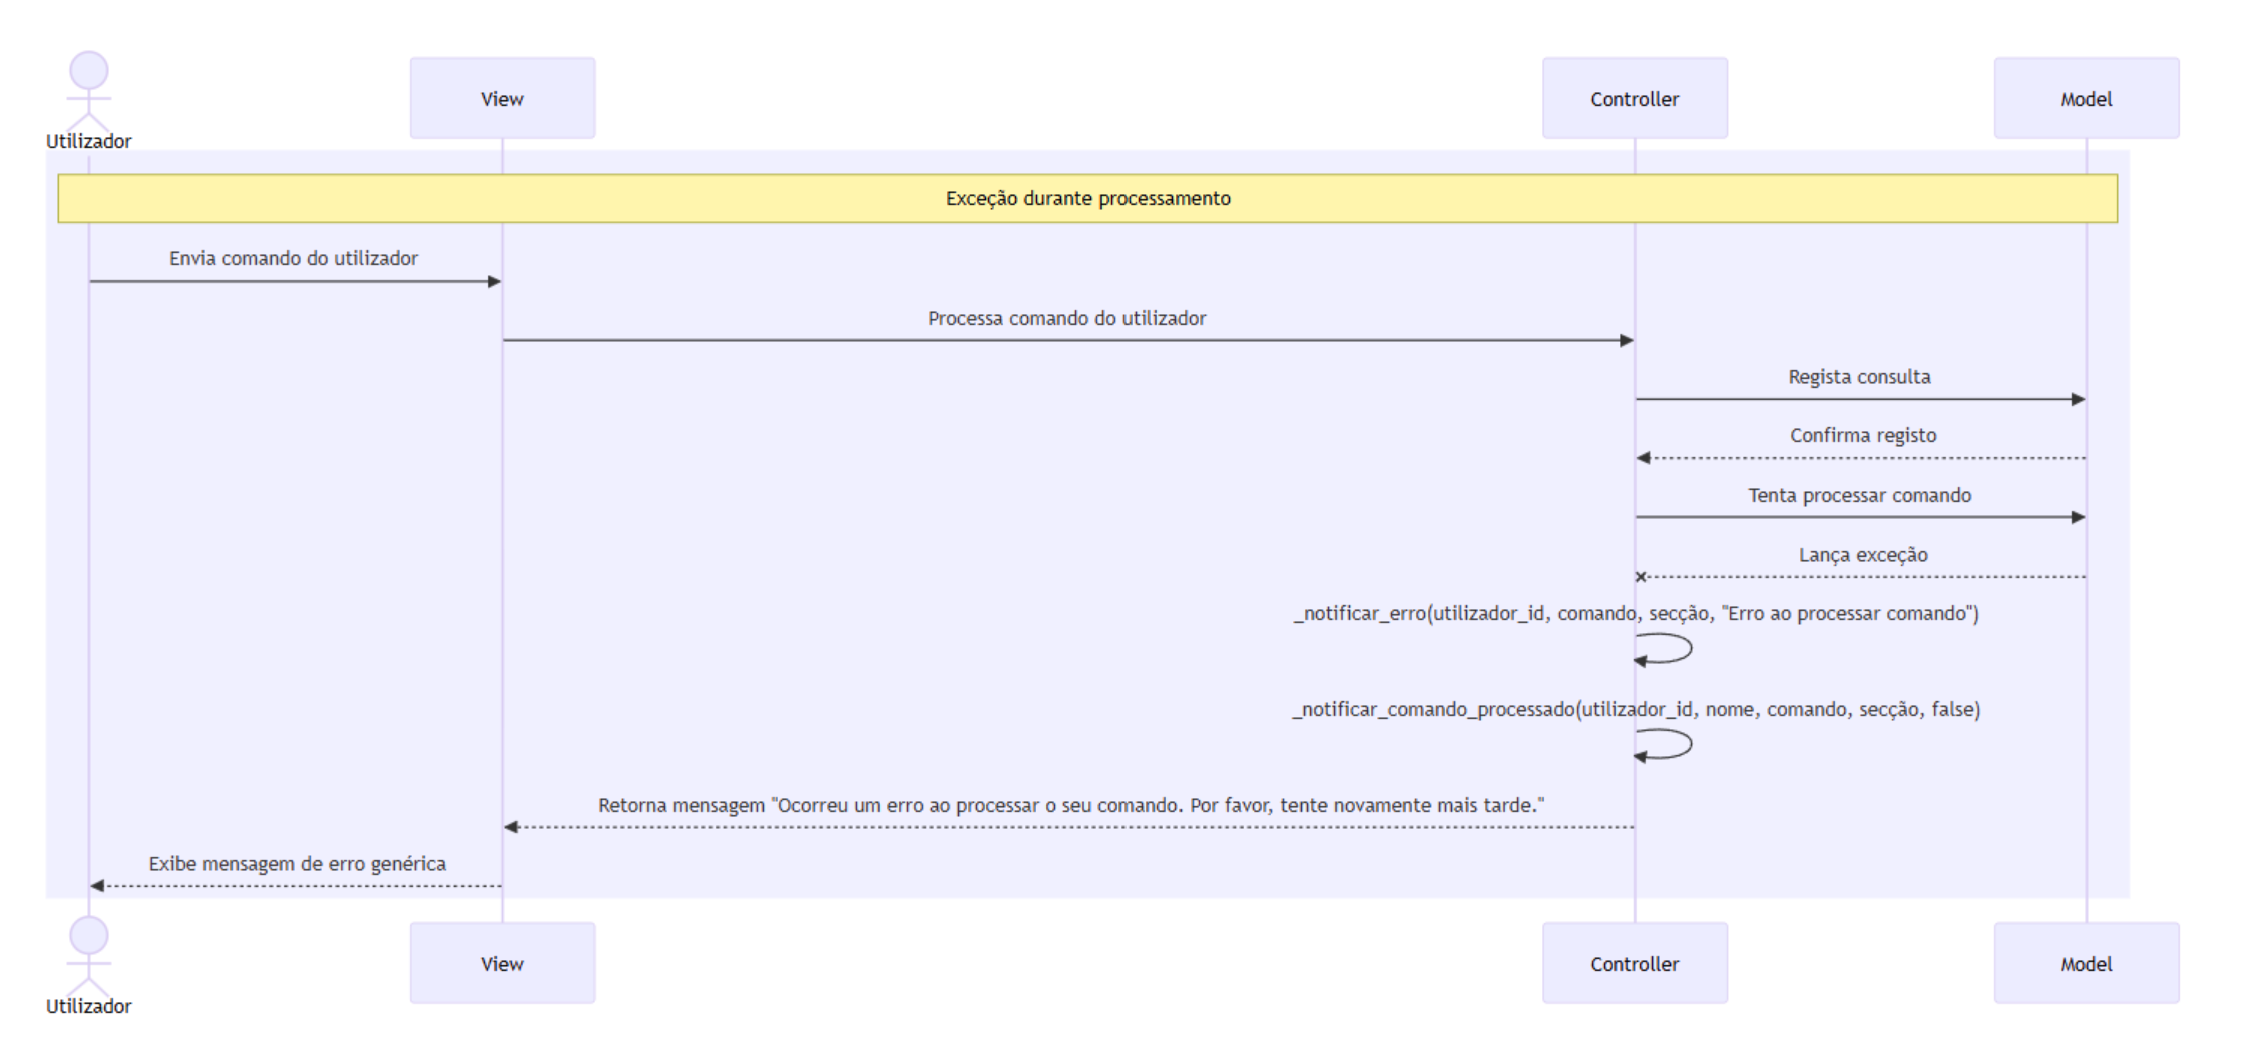 View
Controller
Model
Utilizador
Exceção durante processamento
Envia comando do utilizador
Processa comando do utilizador
Regista consulta
Confirma registo
Tenta processar comando
Lança exceção
_notificar_erro(utilizador_id, comando, secção, "Erro ao processar comando")
_notificar_comando_processado(utilizador_id, nome, comando, secção, false)
Retorna mensagem "Ocorreu um erro ao processar o seu comando. Por favor, tente novamente mais tarde."
Exibe mensagem de erro genérica
View
Controller
Model
Utilizador